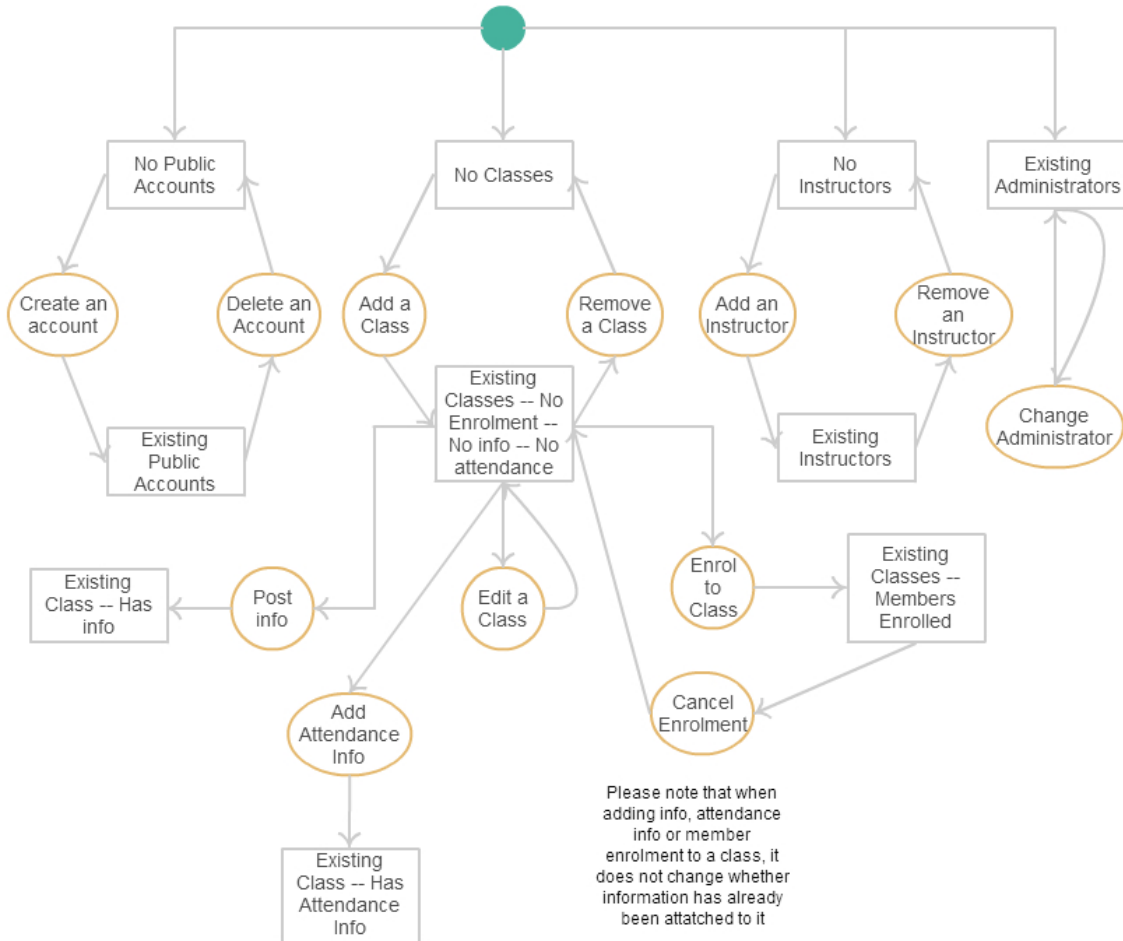 No Public
Accounts
No Classes
No
Instructors
Existing
Administrators
Create an
account
Delete an
Account
Add a
Class
Remove
a Class
Add an
Instructor
Remove
an
Instructor
Existing
Classes -- No
Enrolment --
No info -- No
attendance
Change
Administrator
Existing
Public
Accounts
Existing
Instructors
Existing
Class -- Has
info
Post
info
Edit a
Class
Enrol
to
Class
Existing
Classes --
Members
Enrolled
Add
Attendance
Info
Cancel
Enrolment
Existing
Class -- Has
Attendance
Info
Please note that when
adding info, attendance
info or member
enrolment to a class, it
does not change whether
information has already
been attatched to it